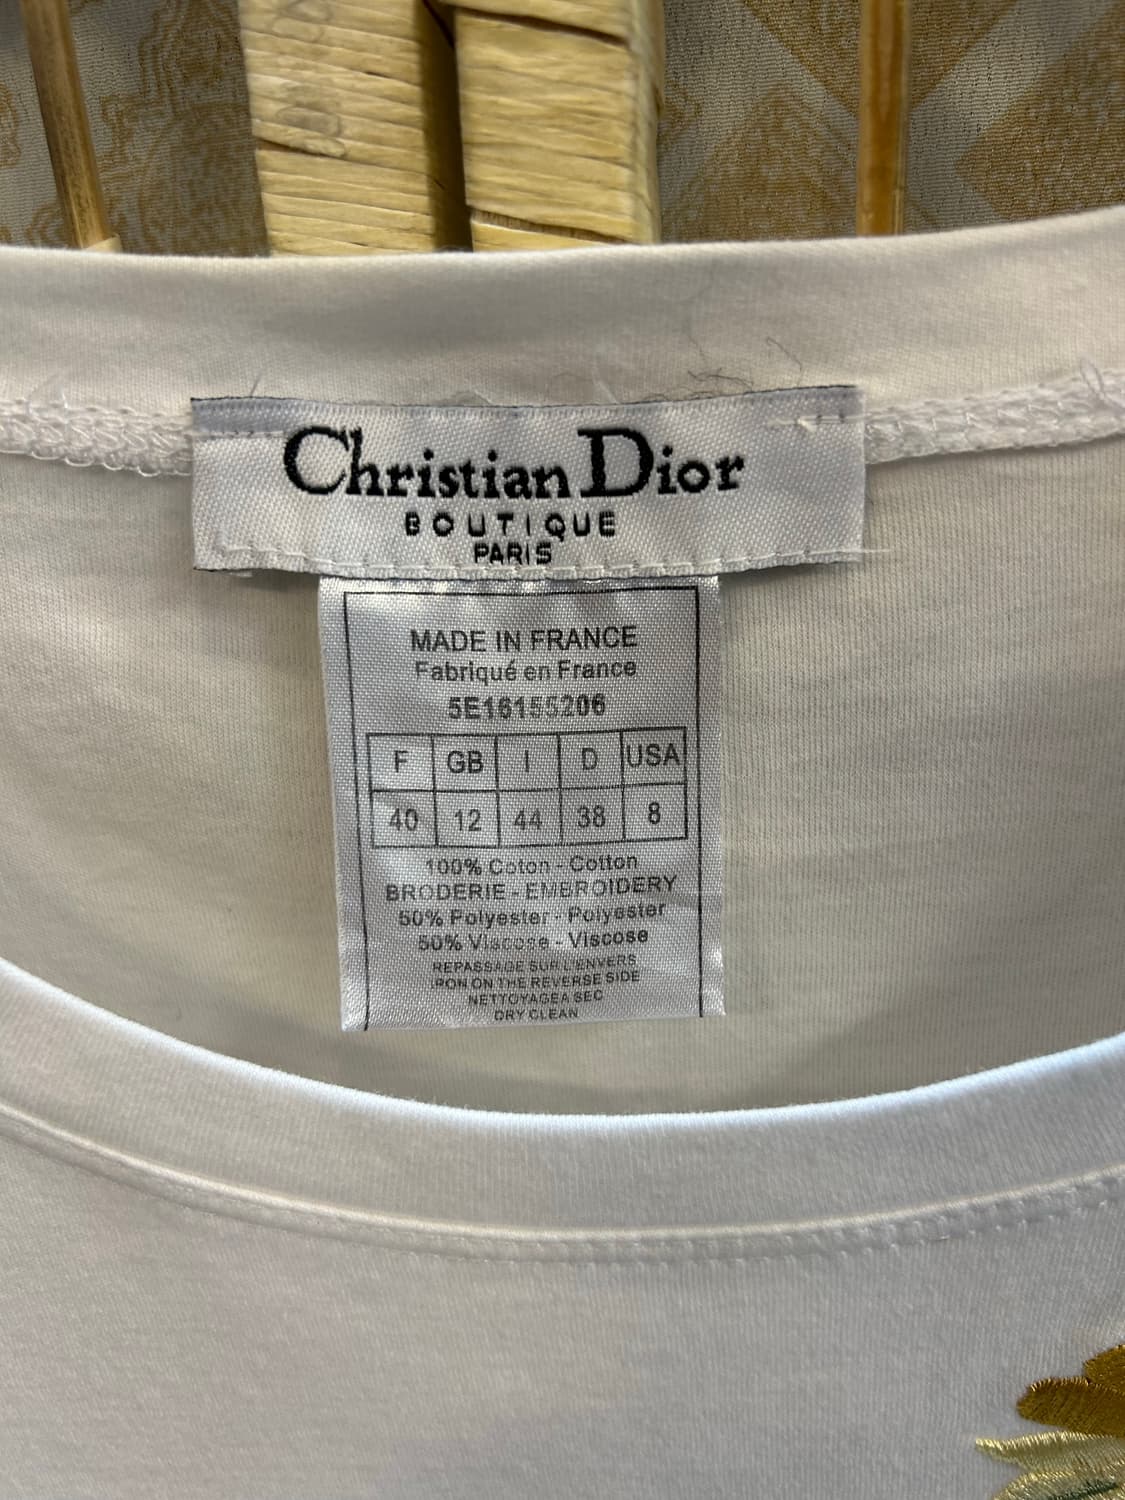 Christian Dior
BOUTIQUE
PARIS
MADE IN FRANCE
Fabriqué en France
5E16155206
F GB I D USA
40 12 44 38 8
100% Coton - Cotton
BRODERIE - EMBROIDERY
50% Polyester - Polyester
50% Viscose - Viscose
REPASSAGE SUR L'ENVERS
IRON ON THE REVERSE SIDE
NETTOYAGEA SEC
DRY CLEAN